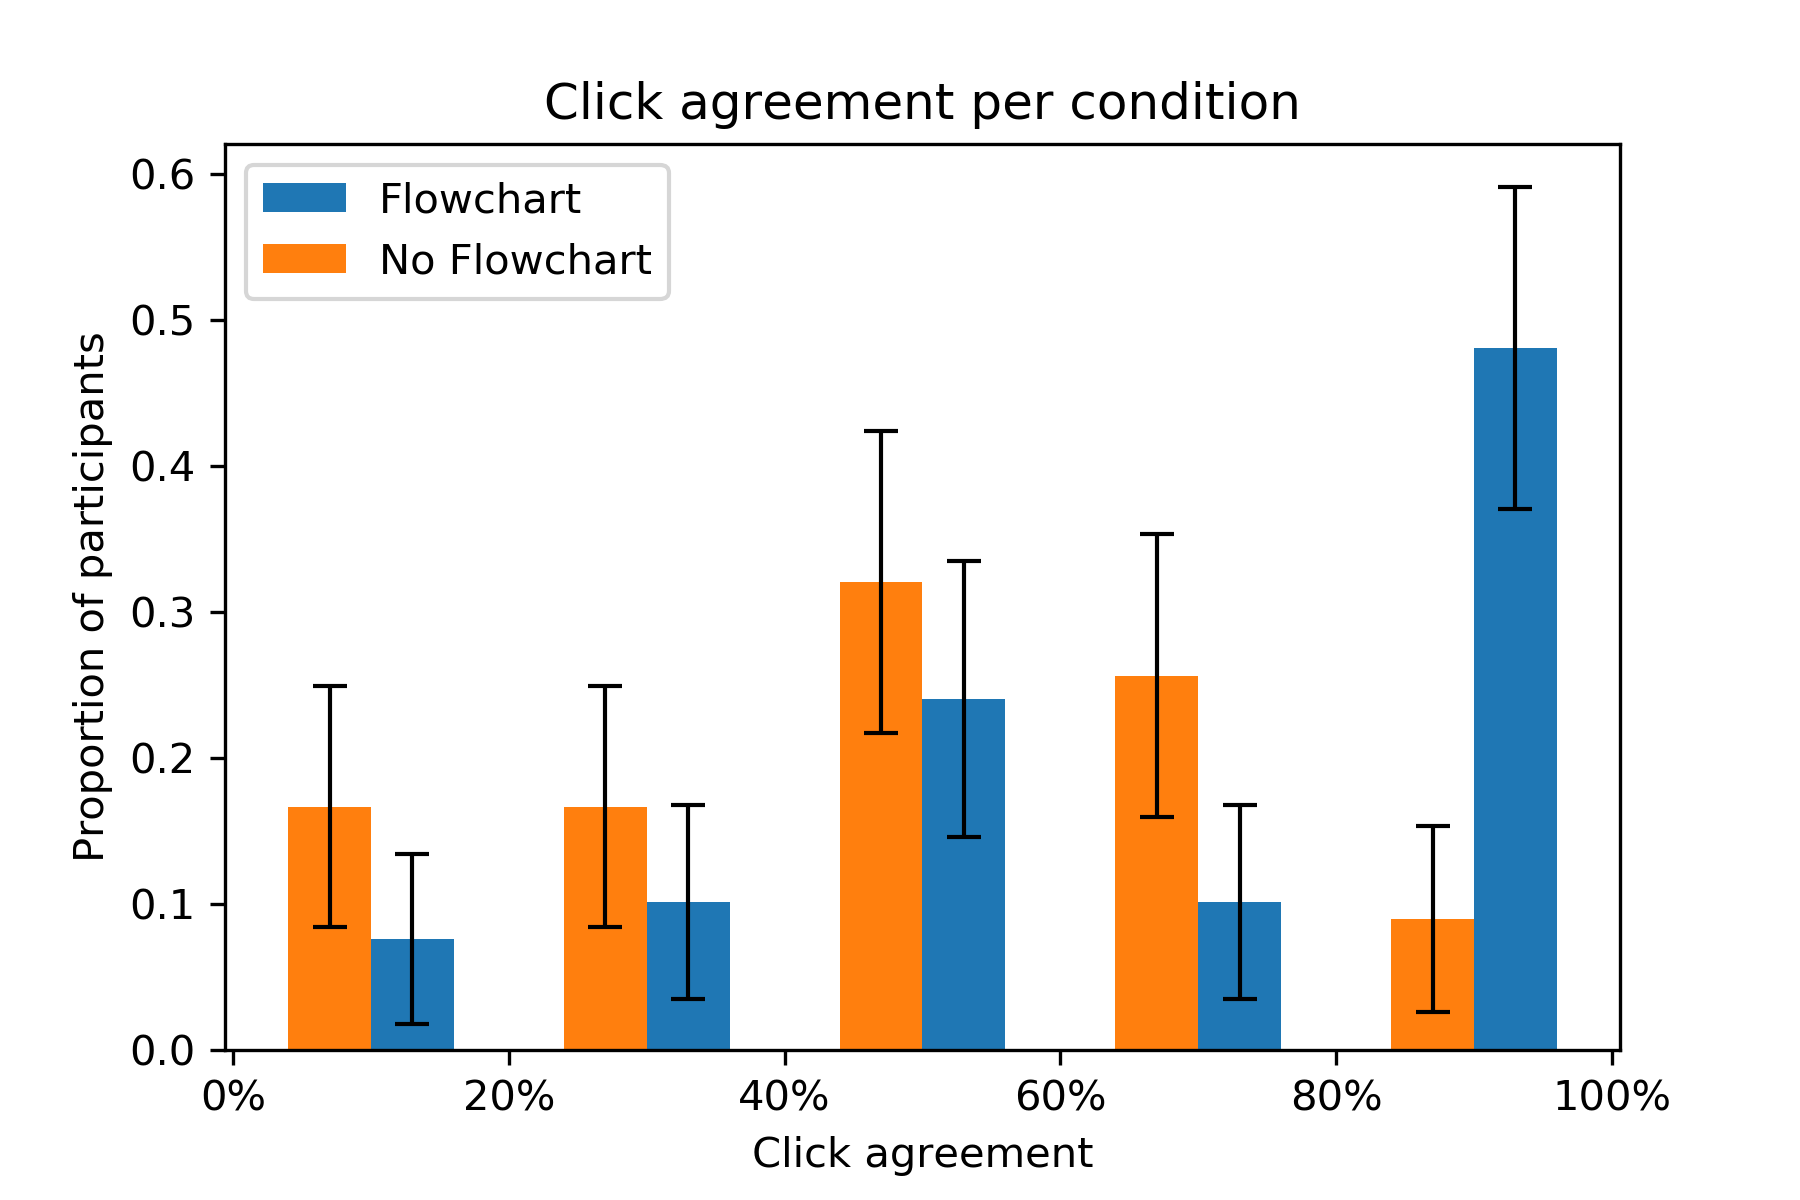 Click agreement per condition
Flowchart
No Flowchart
Proportion of participants
0.6
0.5
0.4
0.3
0.2
0.1
0.0
0% 20% 40% 60% 80% 100%
Click agreement